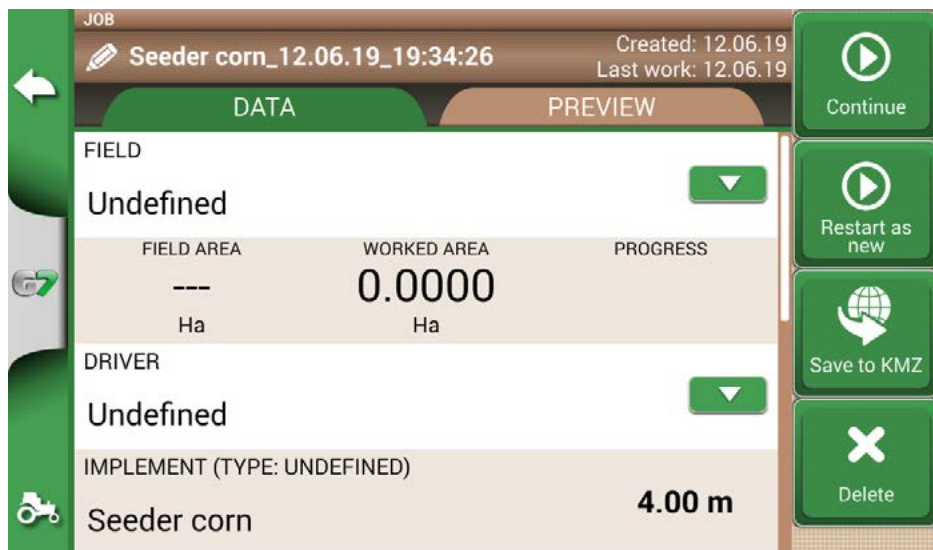 JOB
Seeder corn_12.06.19_19:34:26
Created: 12.06.19
Last work: 12.06.19
DATA
PREVIEW
FIELD
Undefined
FIELD AREA
WORKED AREA
PROGRESS
---
0.0000
Ha
Ha
DRIVER
Undefined
IMPLEMENT (TYPE: UNDEFINED)
Seeder corn
4.00 m
G7
Continue
Restart as
new
Save to KMZ
Delete